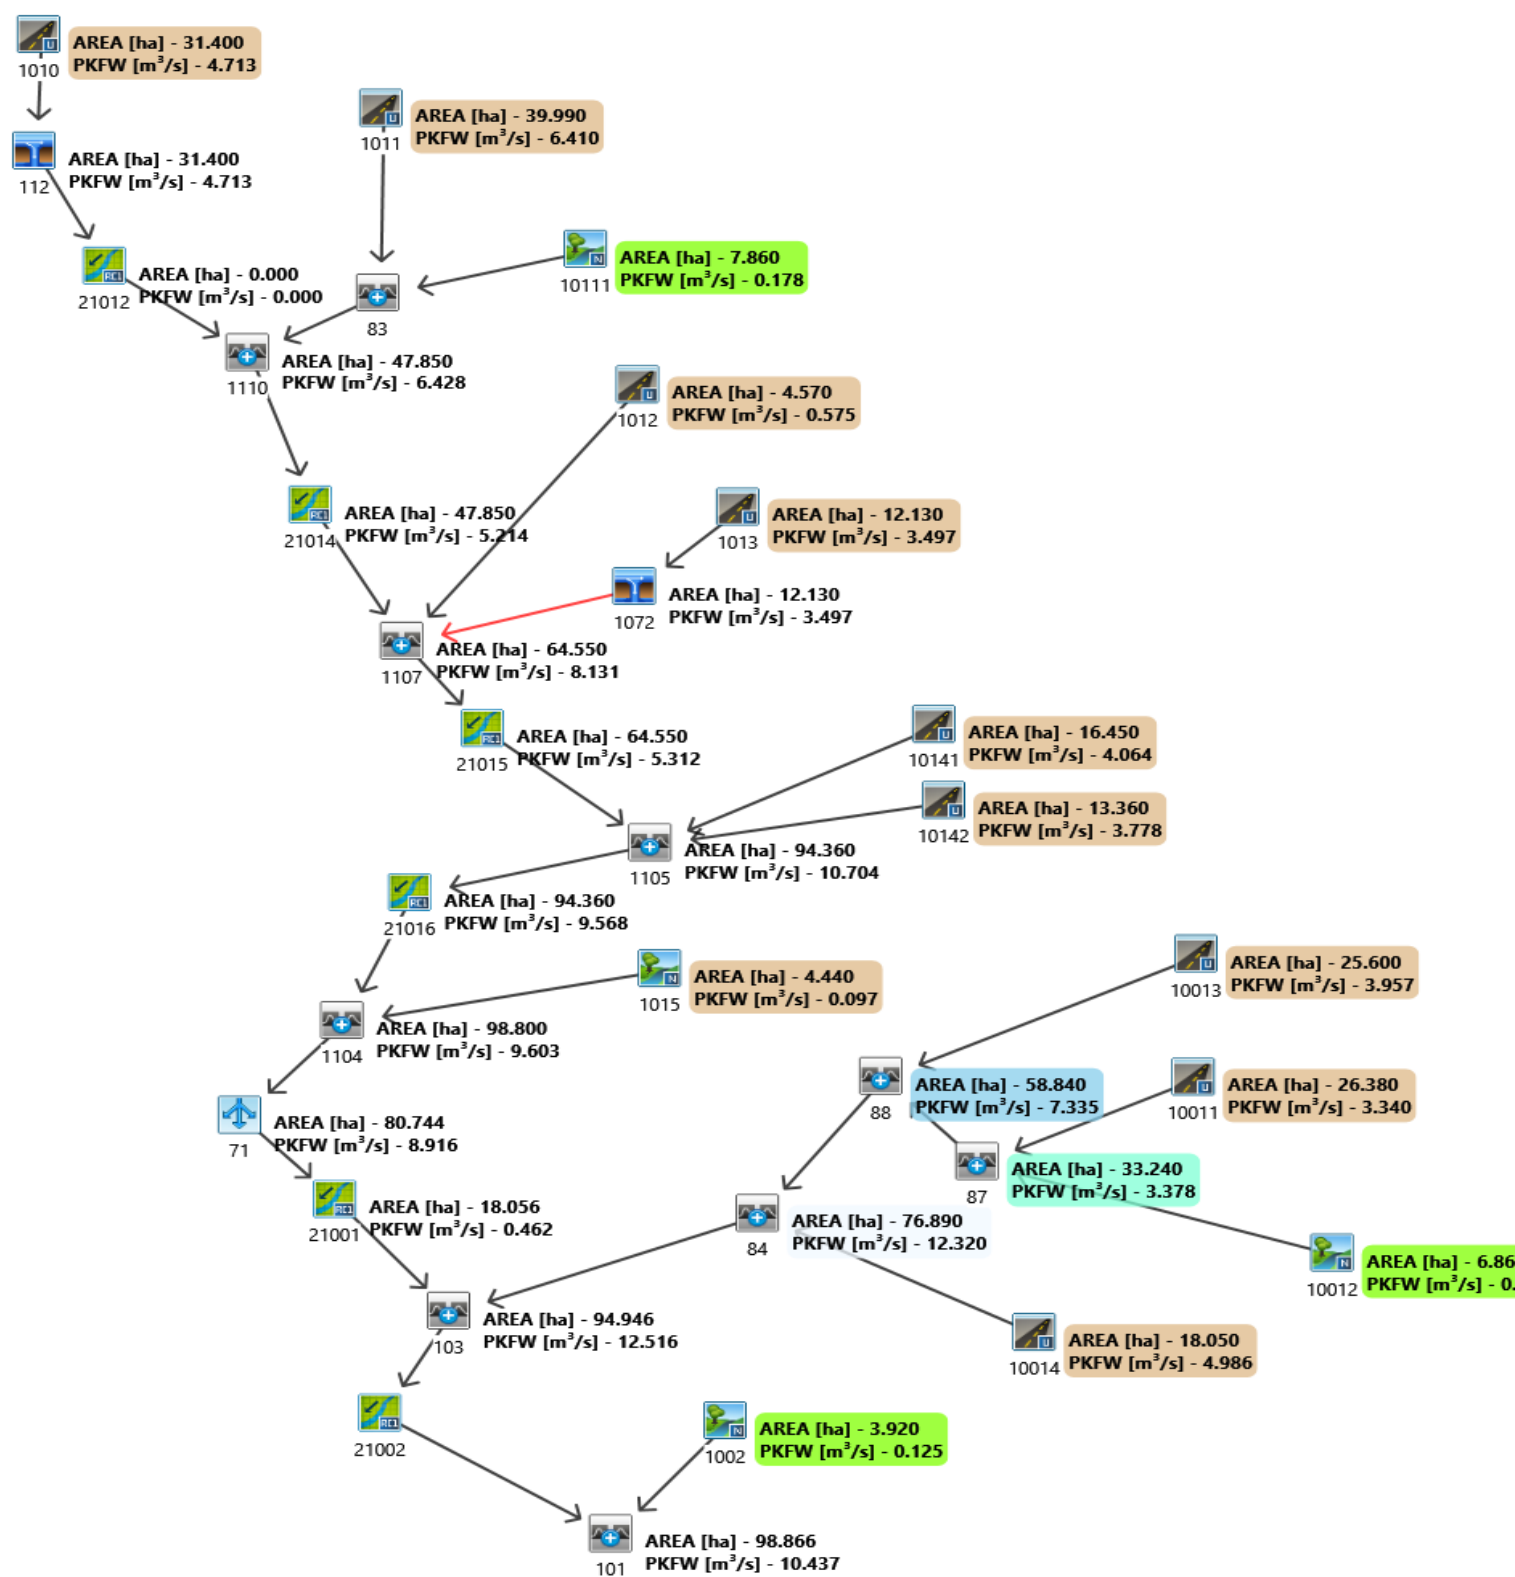 AREA [ha] - 31.400
PKFW [m³/s] - 4.713
U
1010
AREA [ha] - 39.990
PKFW [m³/s] - 6.410
U
1011
AREA [ha] - 31.400
PKFW [m³/s] - 4.713
112
AREA [ha] - 7.860
PKFW [m³/s] - 0.178
N
10111
AREA [ha] - 0.000
PKFW [m³/s] - 0.000
RC1
21012
83
AREA [ha] - 47.850
PKFW [m³/s] - 6.428
1110
AREA [ha] - 4.570
PKFW [m³/s] - 0.575
U
1012
AREA [ha] - 47.850
PKFW [m³/s] - 5.214
RC1
21014
AREA [ha] - 12.130
PKFW [m³/s] - 3.497
U
1013
AREA [ha] - 12.130
PKFW [m³/s] - 3.497
1072
AREA [ha] - 64.550
PKFW [m³/s] - 8.131
1107
AREA [ha] - 64.550
PKFW [m³/s] - 5.312
RC1
21015
AREA [ha] - 16.450
PKFW [m³/s] - 4.064
U
10141
AREA [ha] - 13.360
PKFW [m³/s] - 3.778
U
10142
AREA [ha] - 94.360
PKFW [m³/s] - 10.704
1105
AREA [ha] - 94.360
PKFW [m³/s] - 9.568
RC1
21016
AREA [ha] - 4.440
PKFW [m³/s] - 0.097
N
1015
AREA [ha] - 25.600
PKFW [m³/s] - 3.957
U
10013
AREA [ha] - 98.800
PKFW [m³/s] - 9.603
1104
AREA [ha] - 58.840
PKFW [m³/s] - 7.335
88
AREA [ha] - 26.380
PKFW [m³/s] - 3.340
U
10011
AREA [ha] - 80.744
PKFW [m³/s] - 8.916
71
AREA [ha] - 33.240
PKFW [m³/s] - 3.378
87
AREA [ha] - 18.056
PKFW [m³/s] - 0.462
RC1
21001
AREA [ha] - 76.890
PKFW [m³/s] - 12.320
84
AREA [ha] - 6.86
PKFW [m³/s] - 0.
N
10012
AREA [ha] - 94.946
PKFW [m³/s] - 12.516
103
AREA [ha] - 18.050
PKFW [m³/s] - 4.986
U
10014
RC1
21002
AREA [ha] - 3.920
PKFW [m³/s] - 0.125
N
1002
AREA [ha] - 98.866
PKFW [m³/s] - 10.437
101